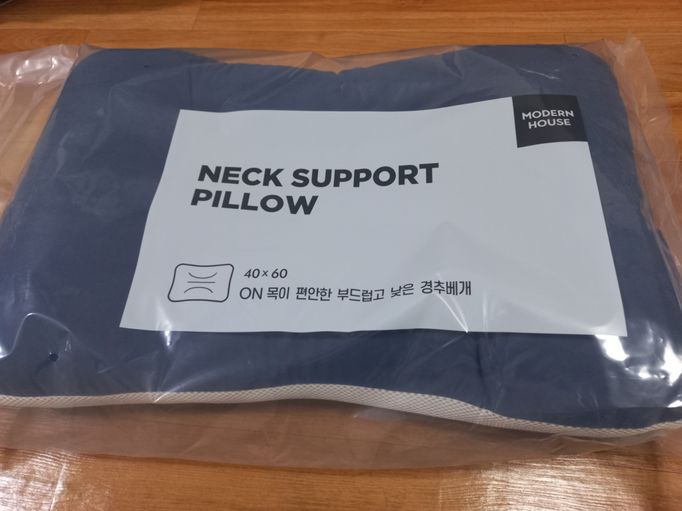 MODERN
HOUSE
NECK SUPPORT
PILLOW
40 x 60
ON 목이 편안한 부드럽고 낮은 경추베개